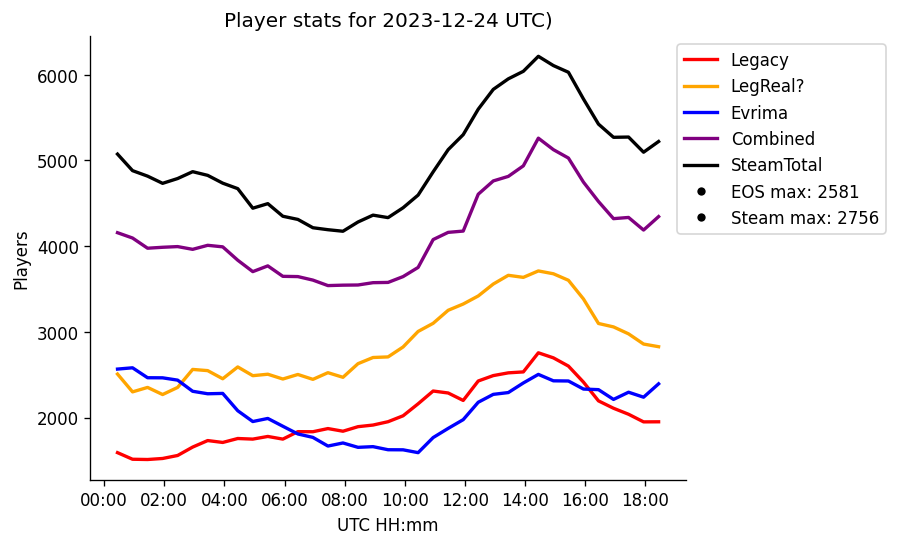 Player stats for 2023-12-24 UTC)
6000
5000
4000
3000
2000
Players
00:00 02:00 04:00 06:00 08:00 10:00 12:00 14:00 16:00 18:00
UTC HH:mm
Legacy
LegReal?
Evrima
Combined
SteamTotal
EOS max: 2581
Steam max: 2756